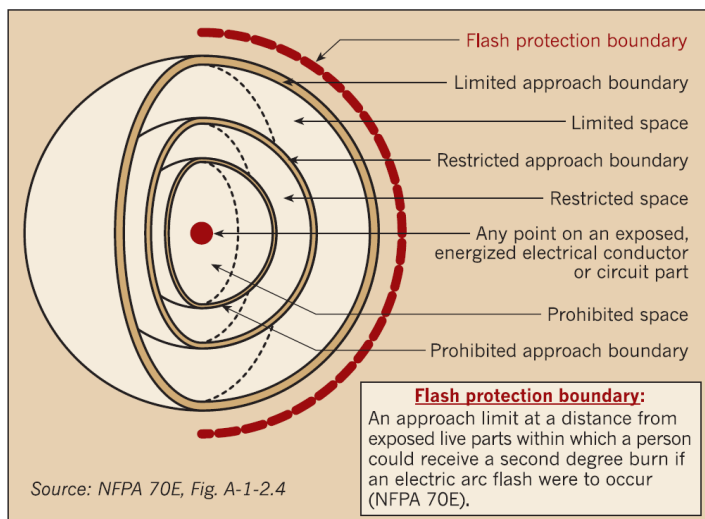 Flash protection boundary
Limited approach boundary
Limited space
Restricted approach boundary
Restricted space
Any point on an exposed,
energized electrical conductor
or circuit part
Prohibited space
Prohibited approach boundary
Flash protection boundary:
An approach limit at a distance from
exposed live parts within which a person
could receive a second degree burn if
an electric arc flash were to occur
(NFPA 70E).
Source: NFPA 70E, Fig. A-1-2.4